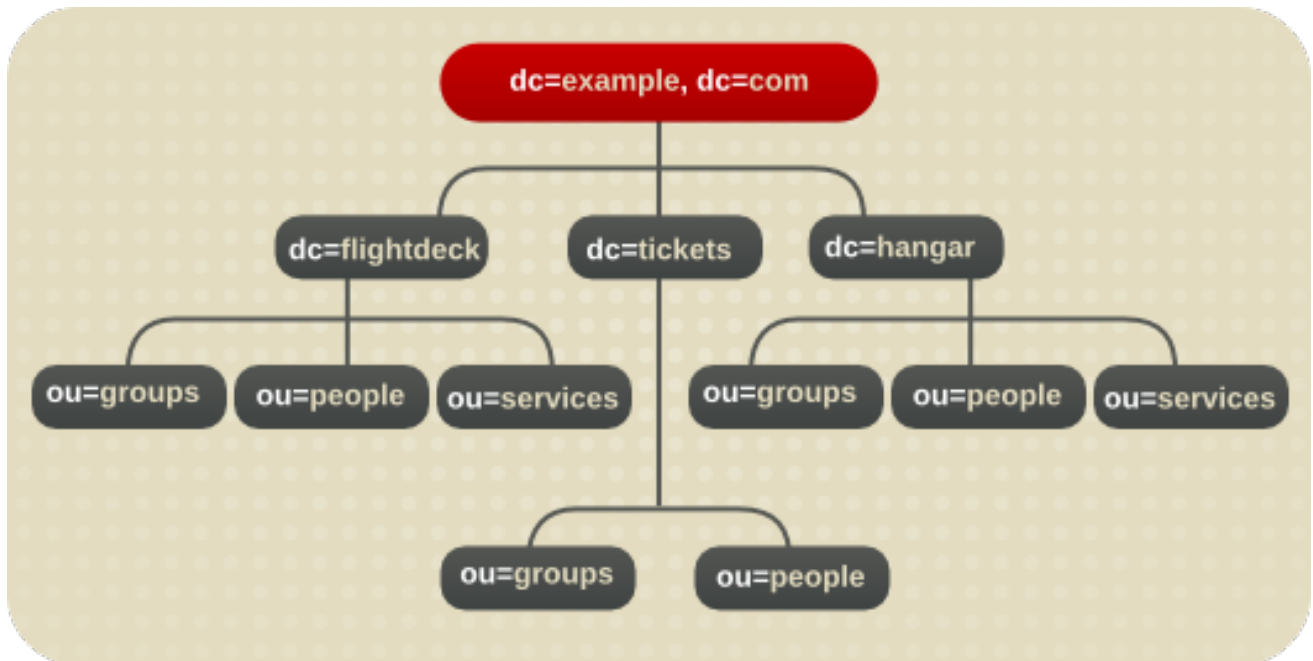 dc=example, dc=com
dc=flightdeck
dc=tickets
dc=hangar
ou=groups
ou=people
ou=services
ou=groups
ou=people
ou=services
ou=groups
ou=people